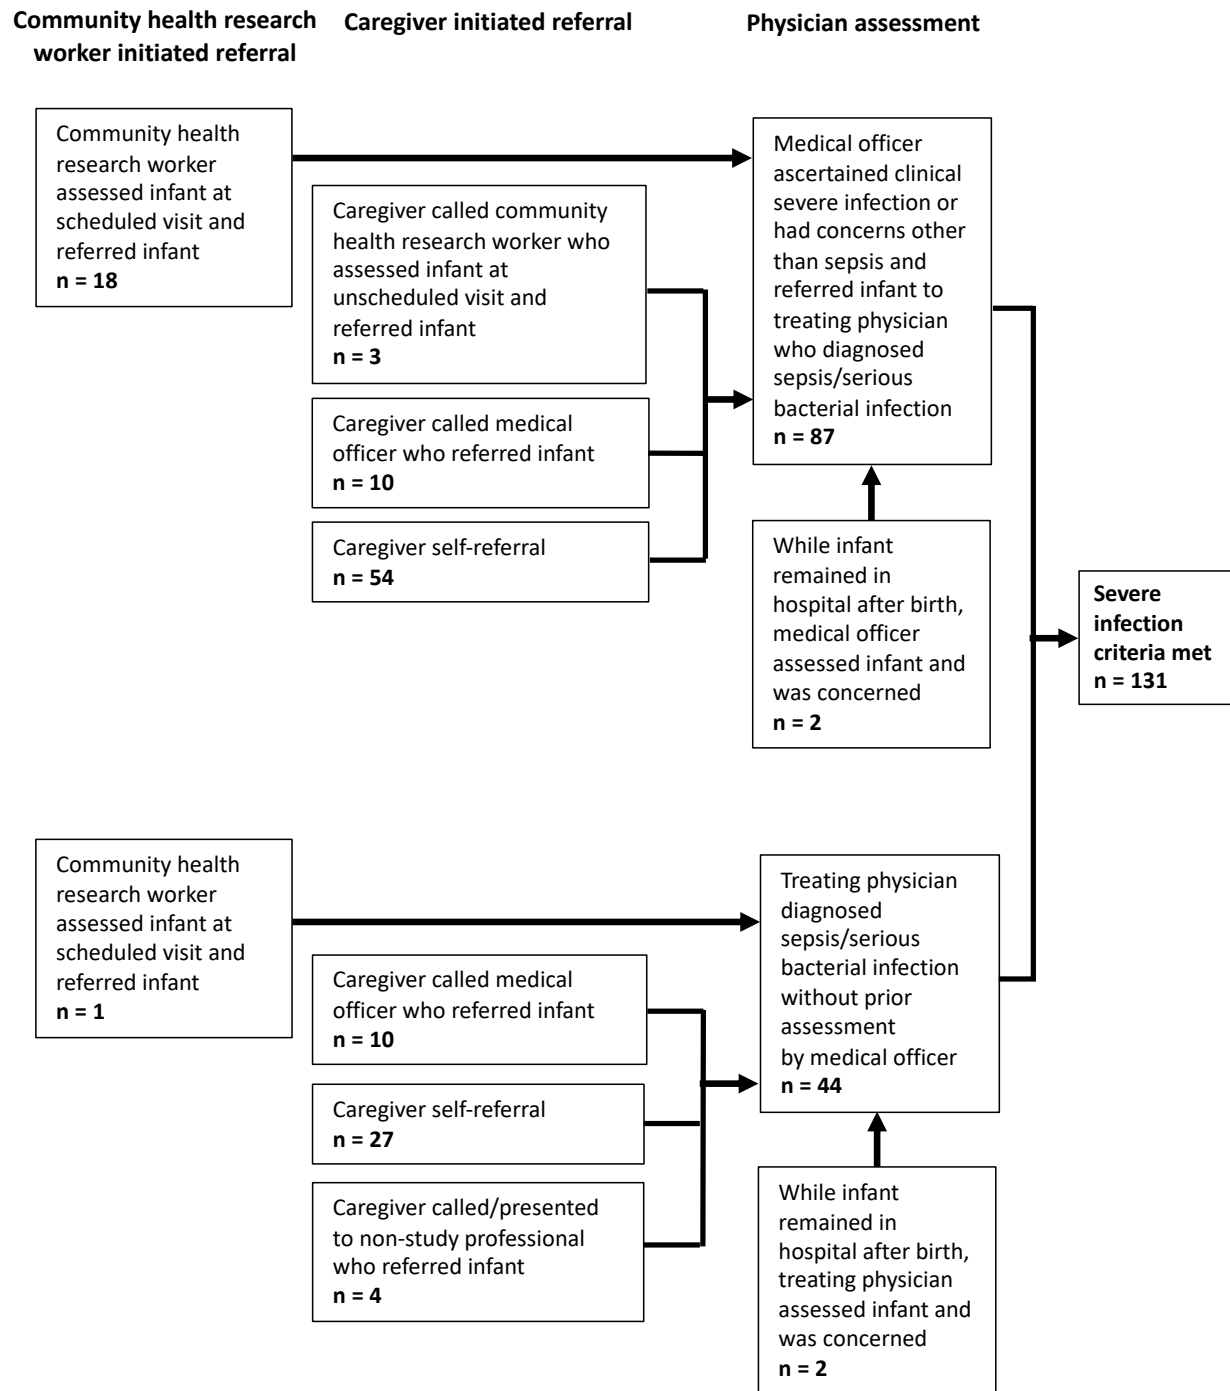 Community health research
worker initiated referral
Caregiver initiated referral
Physician assessment
Community health
research worker
assessed infant at
scheduled visit and
referred infant
n = 18
Caregiver called community
health research worker who
assessed infant at
unscheduled visit and
referred infant
n = 3
Caregiver called medical
officer who referred infant
n = 10
Caregiver self-referral
n = 54
Medical officer
ascertained clinical
severe infection or
had concerns other
than sepsis and
referred infant to
treating physician
who diagnosed
sepsis/serious
bacterial infection
n = 87
While infant
remained in
hospital after birth,
medical officer
assessed infant and
was concerned
n = 2
Severe
infection
criteria met
n = 131
Community health
research worker
assessed infant at
scheduled visit and
referred infant
n = 1
Caregiver called medical
officer who referred infant
n = 10
Caregiver self-referral
n = 27
Caregiver called/presented
to non-study professional
who referred infant
n = 4
Treating physician
diagnosed
sepsis/serious
bacterial infection
without prior
assessment
by medical officer
n = 44
While infant
remained in
hospital after birth,
treating physician
assessed infant and
was concerned
n = 2